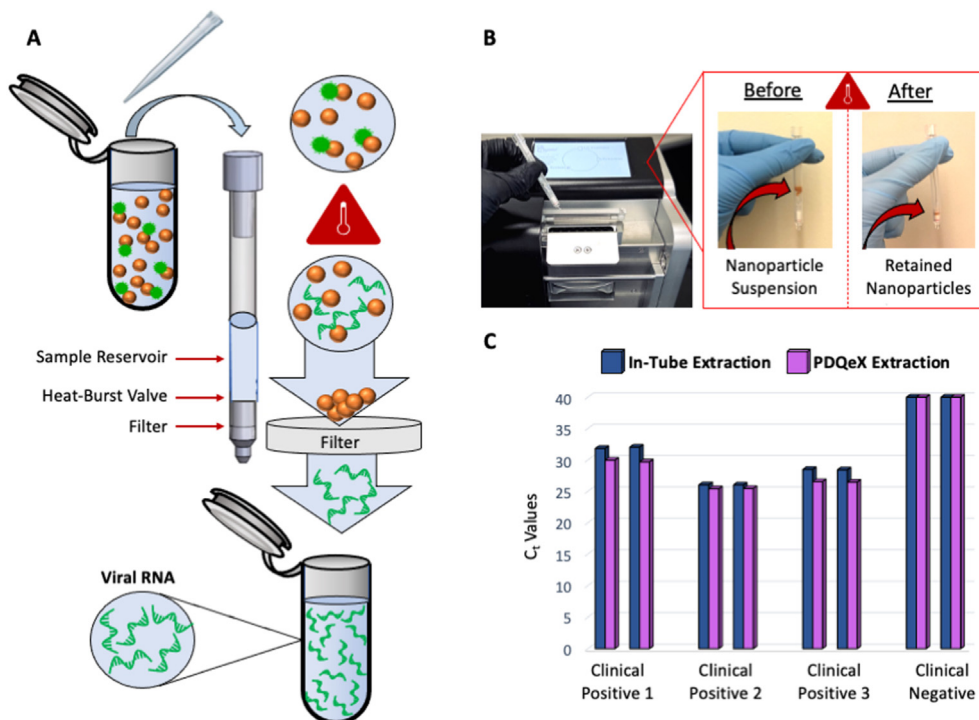 A
Sample Reservoir
Heat-Burst Valve
Filter
Filter
Viral RNA
B
Before
After
Nanoparticle
Suspension
Retained
Nanoparticles
C
In-Tube Extraction
PDQeX Extraction
Ct Values
40
35
30
25
20
15
10
5
0
Clinical
Positive 1
Clinical
Positive 2
Clinical
Positive 3
Clinical
Negative